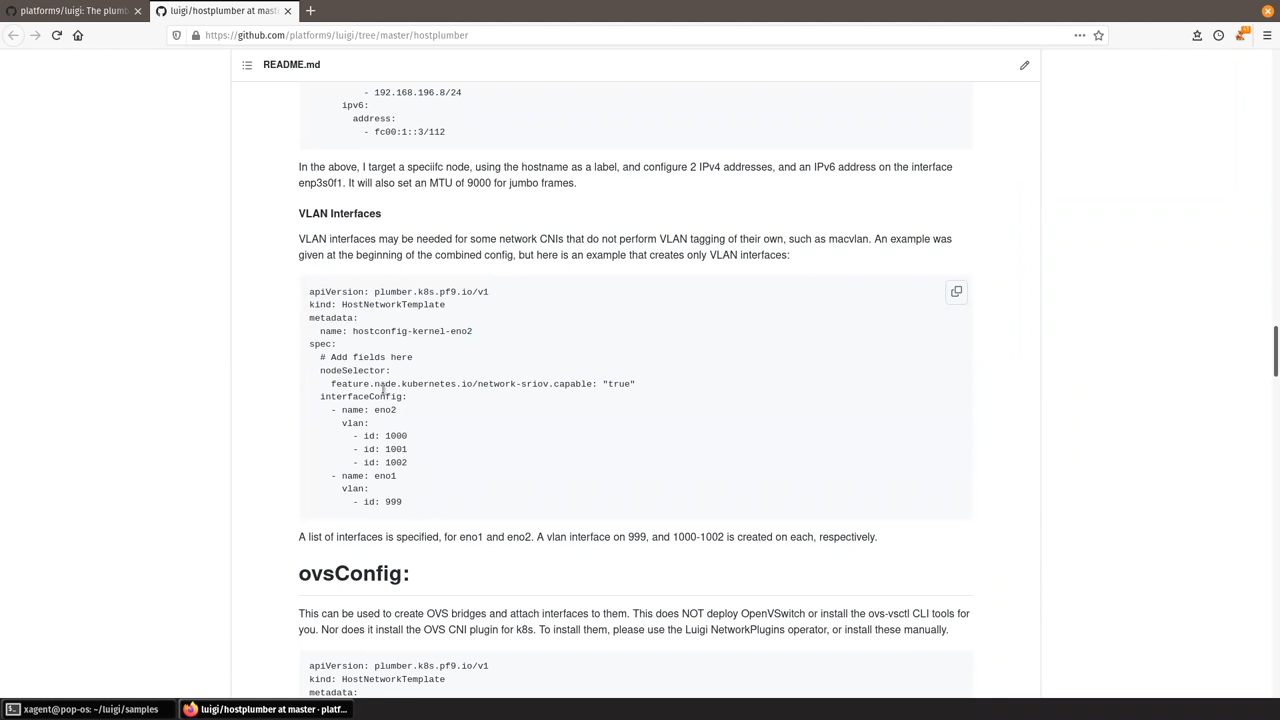 platform9/luigi: The plumb
luigi/hostplumber at mast
https://github.com/platform9/luigi/tree/master/hostplumber
README.md
- 192.168.196.8/24
ipv6:
address:
- fc00:1::3/112
In the above, I target a speciifc node, using the hostname as a label, and configure 2 IPv4 addresses, and an IPv6 address on the interface
enp3s0f1. It will also set an MTU of 9000 for jumbo frames.
VLAN Interfaces
VLAN interfaces may be needed for some network CNIs that do not perform VLAN tagging of their own, such as macvlan. An example was
given at the beginning of the combined config, but here is an example that creates only VLAN interfaces:
apiVersion: plumber.k8s.pf9.io/v1
kind: HostNetworkTemplate
metadata:
name: hostconfig-kernel-eno2
spec:
# Add fields here
nodeSelector:
feature.node.kubernetes.io/network-sriov.capable: "true"
interfaceConfig:
- name: eno2
vlan:
- id: 1000
- id: 1001
- id: 1002
- name: eno1
vlan:
- id: 999
A list of interfaces is specified, for eno1 and eno2. A vlan interface on 999, and 1000-1002 is created on each, respectively.
ovsConfig:
This can be used to create OVS bridges and attach interfaces to them. This does NOT deploy OpenVSwitch or install the ovs-vsctl CLI tools for
you. Nor does it install the OVS CNI plugin for k8s. To install them, please use the Luigi NetworkPlugins operator, or install these manually.
apiVersion: plumber.k8s.pf9.io/v1
kind: HostNetworkTemplate
metadata:
xagent@pop-os: ~/luigi/samples
luigi/hostplumber at master · platf...